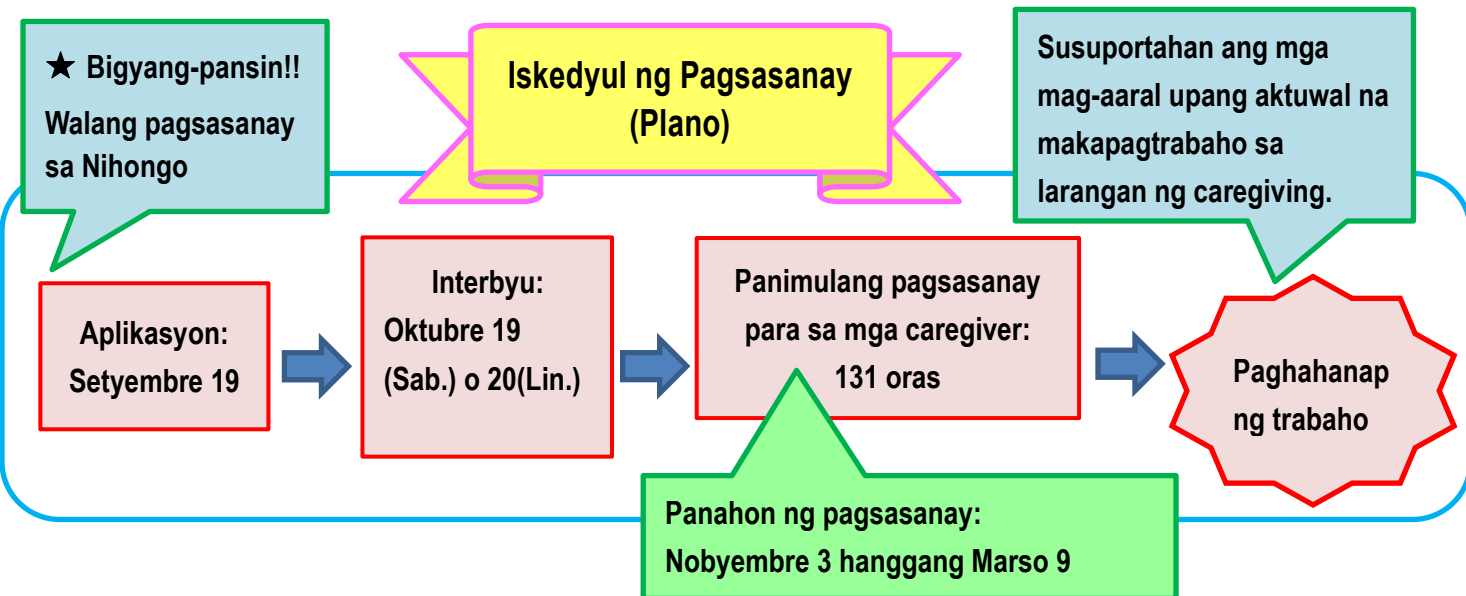 ★ Bigyang-pansin!!
Walang pagsasanay
sa Nihongo
Iskedyul ng Pagsasanay
(Plano)
Susuportahan ang mga
mag-aaral upang aktuwal na
makapagtrabaho sa
larangan ng caregiving.
Aplikasyon:
Setyembre 19
Interbyu:
Oktubre 19
(Sab.) o 20(Lin.)
Panimulang pagsasanay
para sa mga caregiver:
131 oras
Paghahanap
ng trabaho
Panahon ng pagsasanay:
Nobyembre 3 hanggang Marso 9